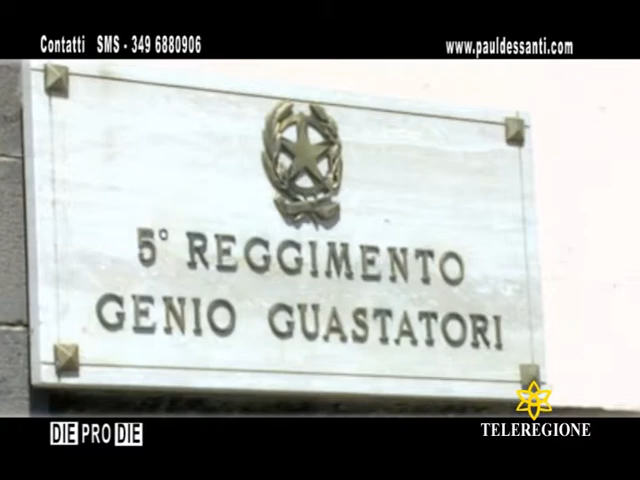 Contatti SMS - 349 6880906
www.pauldessanti.com
5° REGGIMENTO
GENIO GUASTATORI
DIE PRO DIE
TELEREGIONE